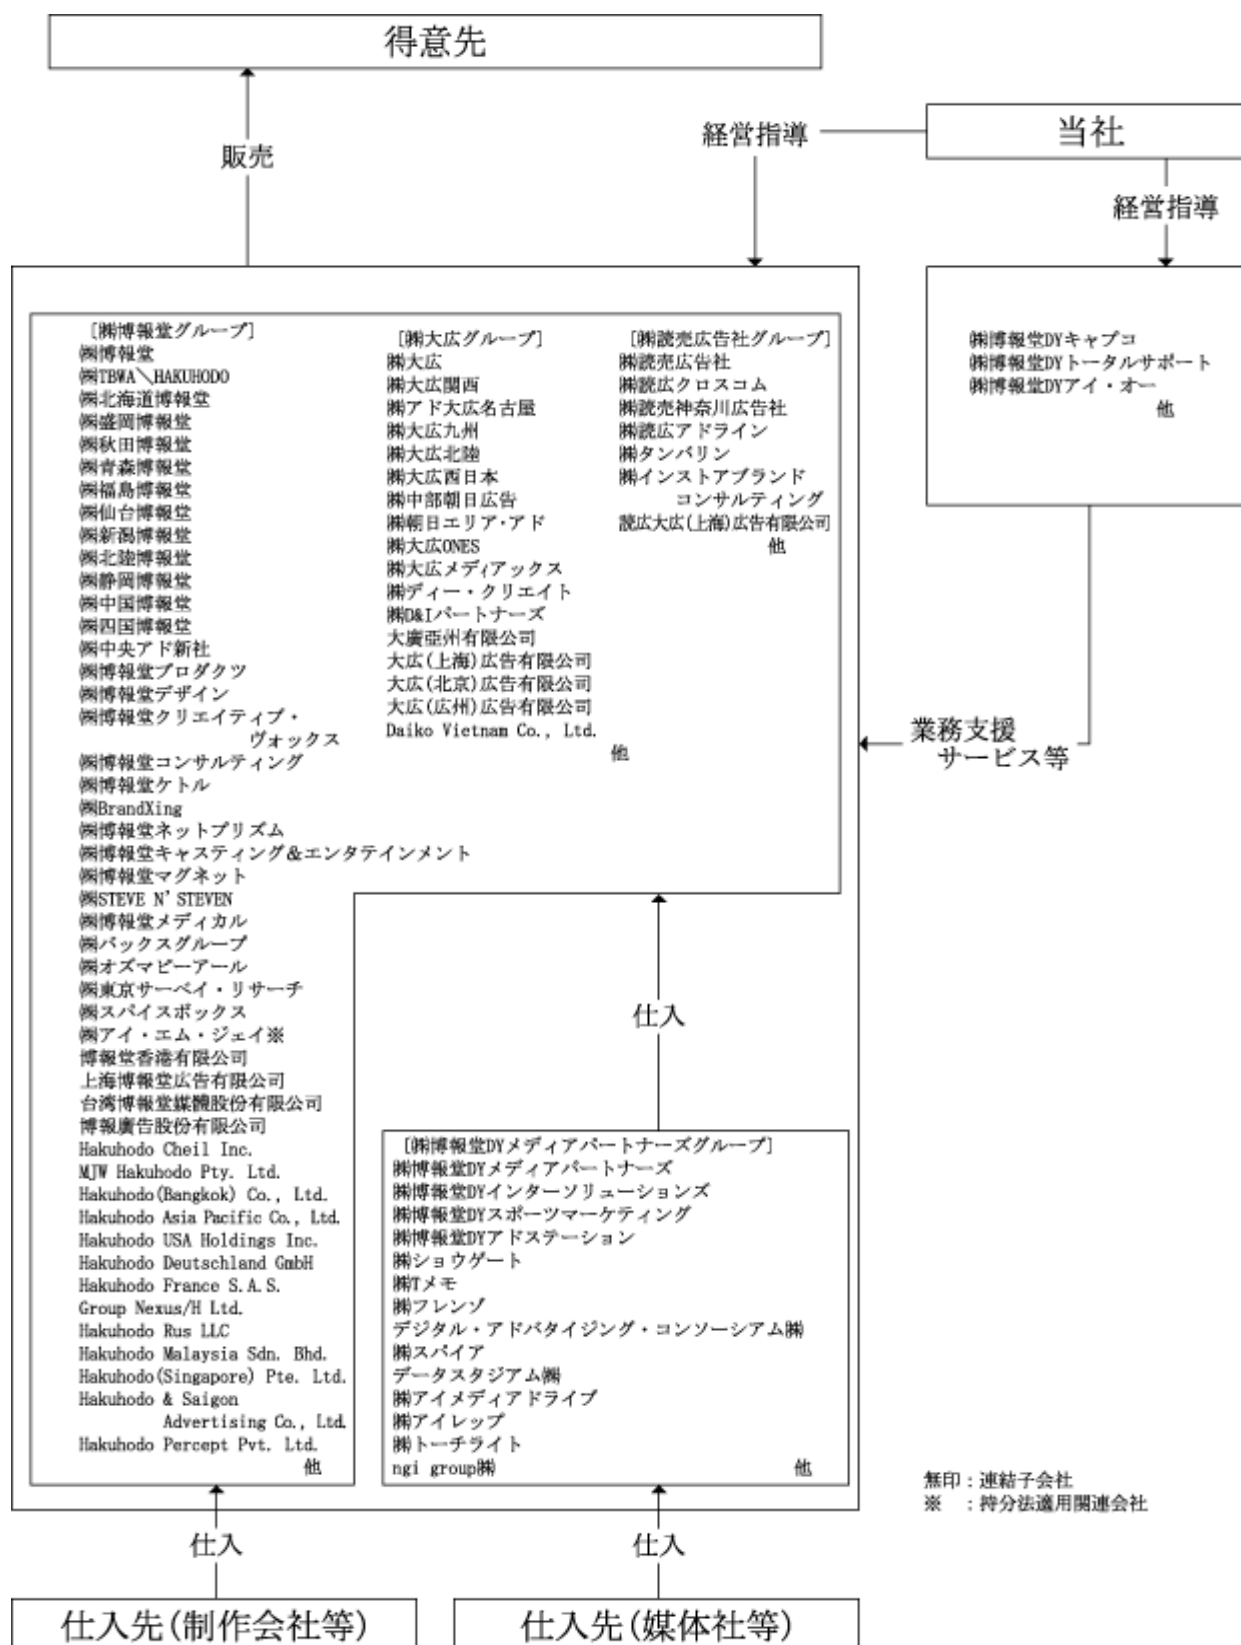 得意先
販売
経営指導
当社
経営指導
[㈱博報堂グループ]
㈱博報堂
㈱TBWA＼HAKUHODO
㈱北海道博報堂
㈱盛岡博報堂
㈱秋田博報堂
㈱青森博報堂
㈱福島博報堂
㈱仙台博報堂
㈱新潟博報堂
㈱北陸博報堂
㈱静岡博報堂
㈱中国博報堂
㈱四国博報堂
㈱中央アド新社
㈱博報堂プロダクツ
㈱博報堂デザイン
㈱博報堂クリエイティブ・
ヴォックス
㈱博報堂コンサルティング
㈱博報堂ケトル
㈱BrandXing
㈱博報堂ネットプリズム
㈱博報堂キャスティング＆エンタテインメント
㈱博報堂マグネット
㈱STEVE N' STEVEN
㈱博報堂メディカル
㈱バックスグループ
㈱オズマピーアール
㈱東京サーベイ・リサーチ
㈱スパイスボックス
㈱アイ・エム・ジェイ※
博報堂香港有限公司
上海博報堂広告有限公司
台湾博報堂媒體股份有限公司
博報廣告股份有限公司
Hakuhodo Cheil Inc.
MJW Hakuhodo Pty. Ltd.
Hakuhodo(Bangkok) Co., Ltd.
Hakuhodo Asia Pacific Co., Ltd.
Hakuhodo USA Holdings Inc.
Hakuhodo Deutschland GmbH
Hakuhodo France S.A.S.
Group Nexus/H Ltd.
Hakuhodo Rus LLC
Hakuhodo Malaysia Sdn. Bhd.
Hakuhodo(Singapore) Pte. Ltd.
Hakuhodo & Saigon
Advertising Co., Ltd.
Hakuhodo Percept Pvt. Ltd.
他
[㈱大広グループ]
㈱大広
㈱大広関西
㈱アド大広名古屋
㈱大広九州
㈱大広北陸
㈱大広西日本
㈱中部朝日広告
㈱朝日エリア・アド
㈱大広ONES
㈱大広メディアックス
㈱ディー・クリエイト
㈱D&Iパートナーズ
大廣亜州有限公司
大広(上海)広告有限公司
大広(北京)広告有限公司
大広(広州)広告有限公司
Daiko Vietnam Co., Ltd.
他
[㈱読売広告社グループ]
㈱読売広告社
㈱読広クロスコム
㈱読売神奈川広告社
㈱読広アドライン
㈱タンバリン
㈱インストアブランド
コンサルティング
読広大広(上海)広告有限公司
他
㈱博報堂DYキャプコ
㈱博報堂DYトータルサポート
㈱博報堂DYアイ・オー
他
業務支援
サービス等
仕入
[㈱博報堂DYメディアパートナーズグループ]
㈱博報堂DYメディアパートナーズ
㈱博報堂DYインターソリューションズ
㈱博報堂DYスポーツマーケティング
㈱博報堂DYアドステーション
㈱ショウゲート
㈱Tメモ
㈱フレンゾ
デジタル・アドバタイジング・コンソーシアム㈱
㈱スパイア
データスタジアム㈱
㈱アイメディアドライブ
㈱アイレップ
㈱トーチライト
ngi group㈱
他
無印：連結子会社
※　：持分法適用関連会社
仕入
仕入
仕入先(制作会社等)
仕入先(媒体社等)